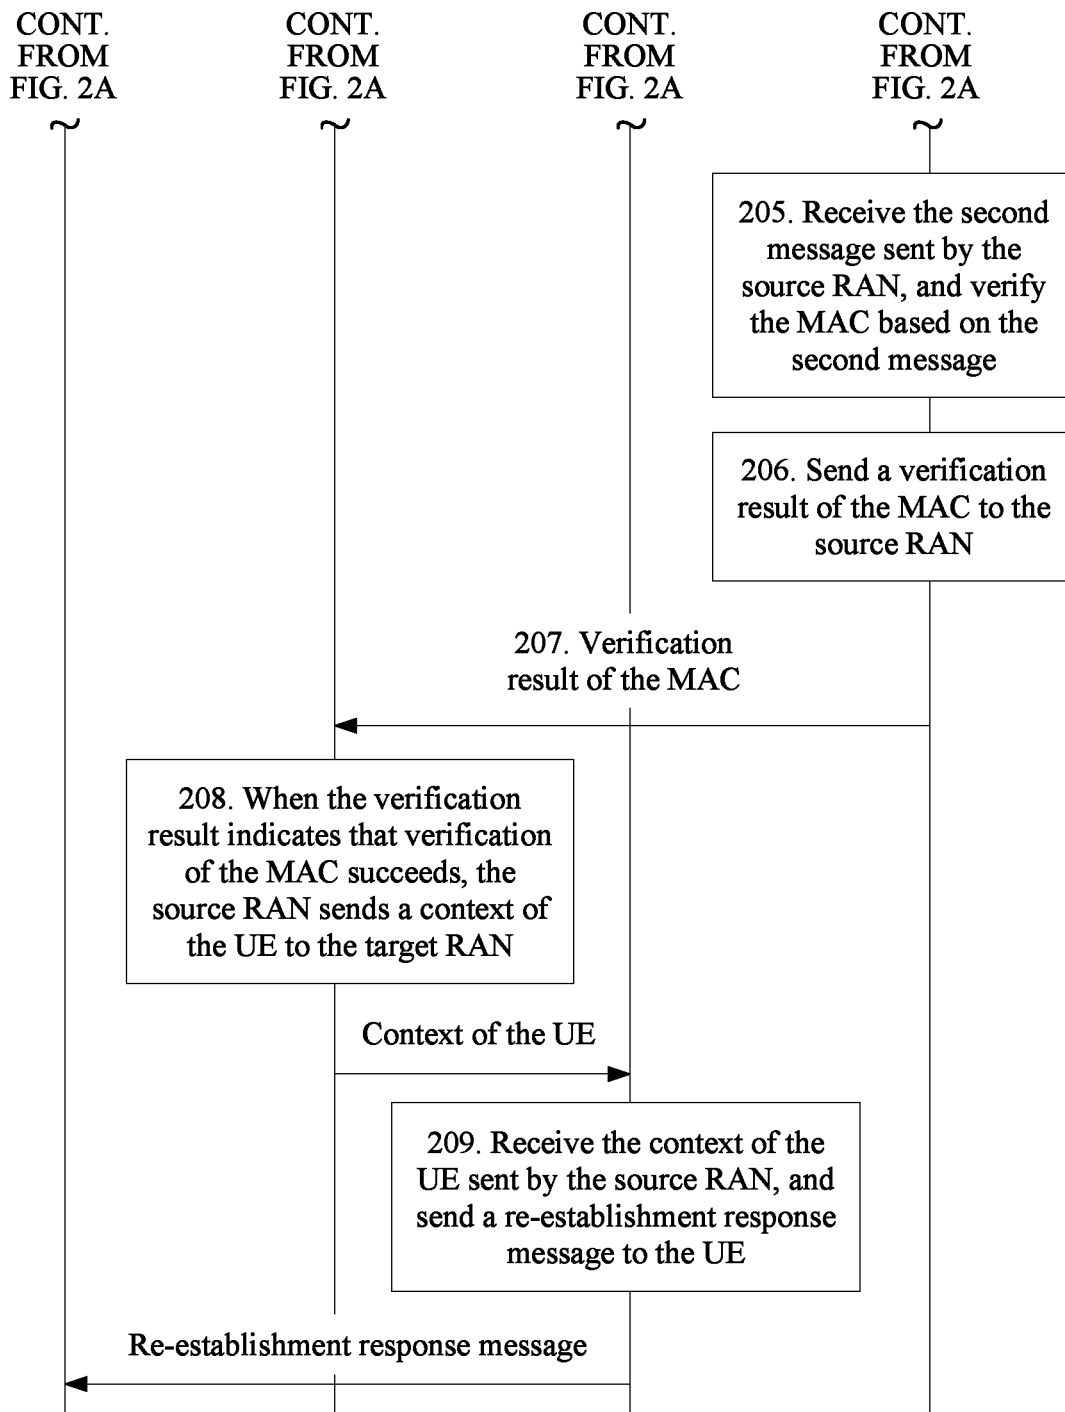 CONT.
FROM
FIG. 2A
CONT.
FROM
FIG. 2A
CONT.
FROM
FIG. 2A
CONT.
FROM
FIG. 2A
205. Receive the second
message sent by the
source RAN, and verify
the MAC based on the
second message
206. Send a verification
result of the MAC to the
source RAN
207. Verification
result of the MAC
208. When the verification
result indicates that verification
of the MAC succeeds, the
source RAN sends a context of
the UE to the target RAN
Context of the UE
209. Receive the context of the
UE sent by the source RAN, and
send a re-establishment response
message to the UE
Re-establishment response message